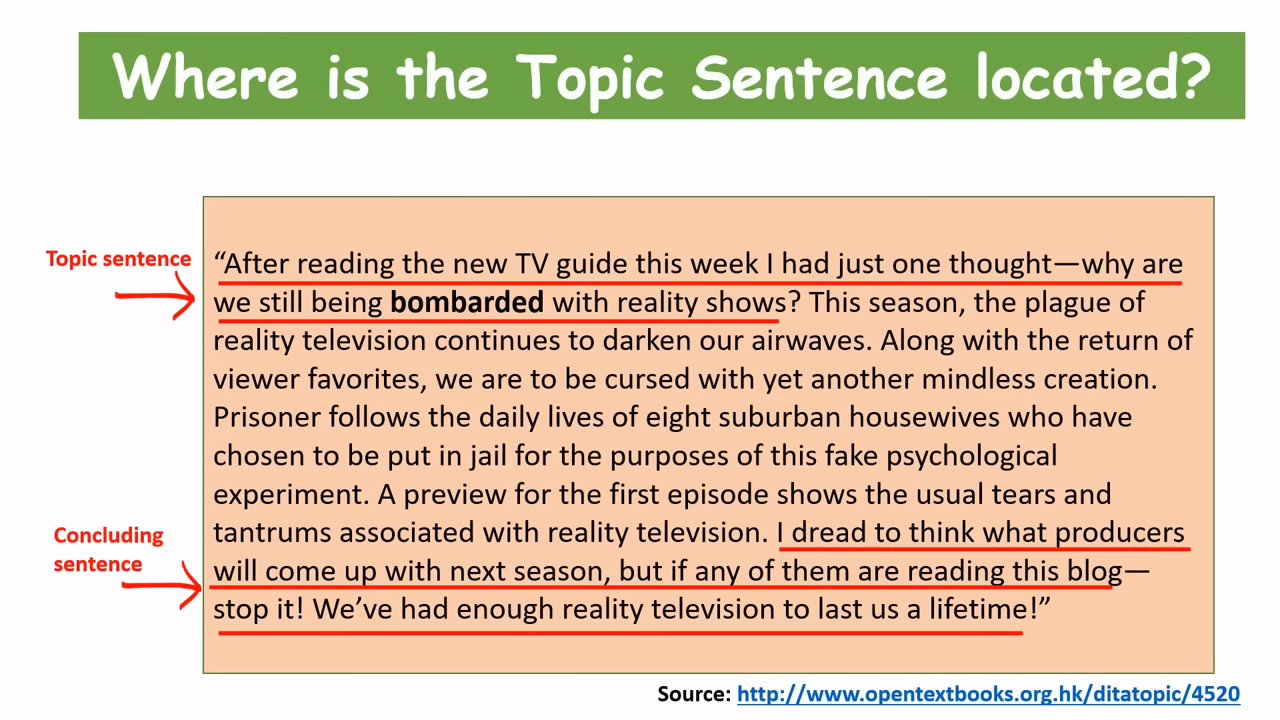 Where is the Topic Sentence located?
Topic sentence
“After reading the new TV guide this week I had just one thought—why are
we still being bombarded with reality shows? This season, the plague of
reality television continues to darken our airwaves. Along with the return of
viewer favorites, we are to be cursed with yet another mindless creation.
Prisoner follows the daily lives of eight suburban housewives who have
chosen to be put in jail for the purposes of this fake psychological
experiment. A preview for the first episode shows the usual tears and
tantrums associated with reality television. I dread to think what producers
Concluding
sentence
will come up with next season, but if any of them are reading this blog—
stop it! We’ve had enough reality television to last us a lifetime!”
Source: http://www.opentextbooks.org.hk/ditatopic/4520